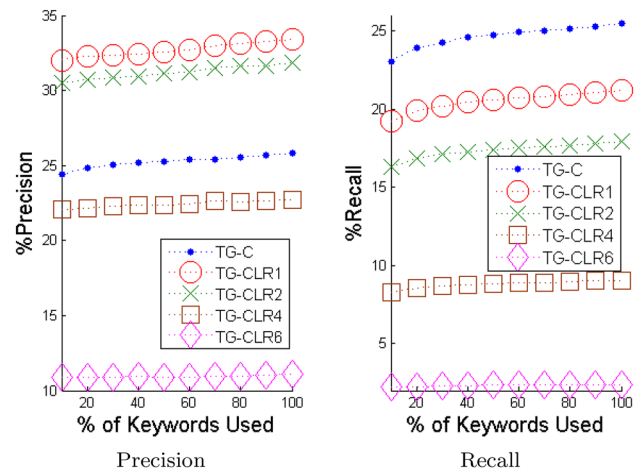 35
30
25
20
15
10
%Precision
TG-C
TG-CLR1
TG-CLR2
TG-CLR4
TG-CLR6
20 40 60 80 100
% of Keywords Used
Precision
25
20
15
10
5
%Recall
TG-C
TG-CLR1
TG-CLR2
TG-CLR4
TG-CLR6
20 40 60 80 100
% of Keywords Used
Recall